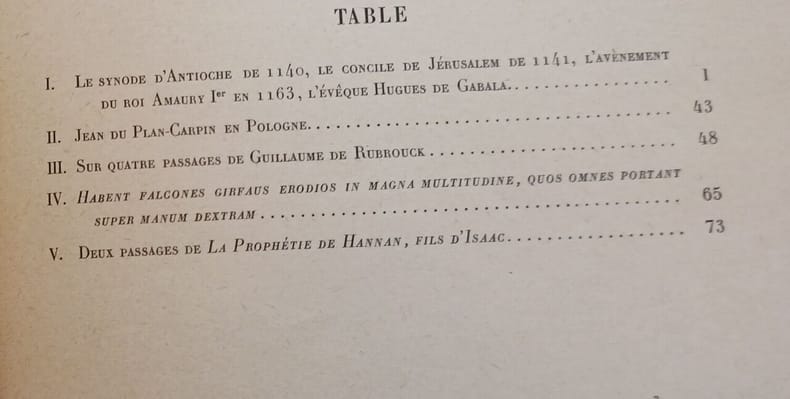 TABLE
I. Le synode d'Antioche de 1140, le concile de Jérusalem de 1141, l'avènement
du roi Amaury Ier en 1163, l'évêque Hugues de Gabala. . . . . . . . . . . . . . . . . 1
II. Jean du Plan-Carpin en Pologne. . . . . . . . . . . . . . . . . . . . . . . . . . . . . . . . . . . . 43
III. Sur quatre passages de Guillaume de Rubrouck . . . . . . . . . . . . . . . . . . . . . . . . 48
IV. Habent falcones girfaus erodios in magna multitudine, quos omnes portant
super manum dextram . . . . . . . . . . . . . . . . . . . . . . . . . . . . . . . . . . . . . . . . . 65
V. Deux passages de La Prophétie de Hannan, fils d'Isaac. . . . . . . . . . . . . . . . . . 73